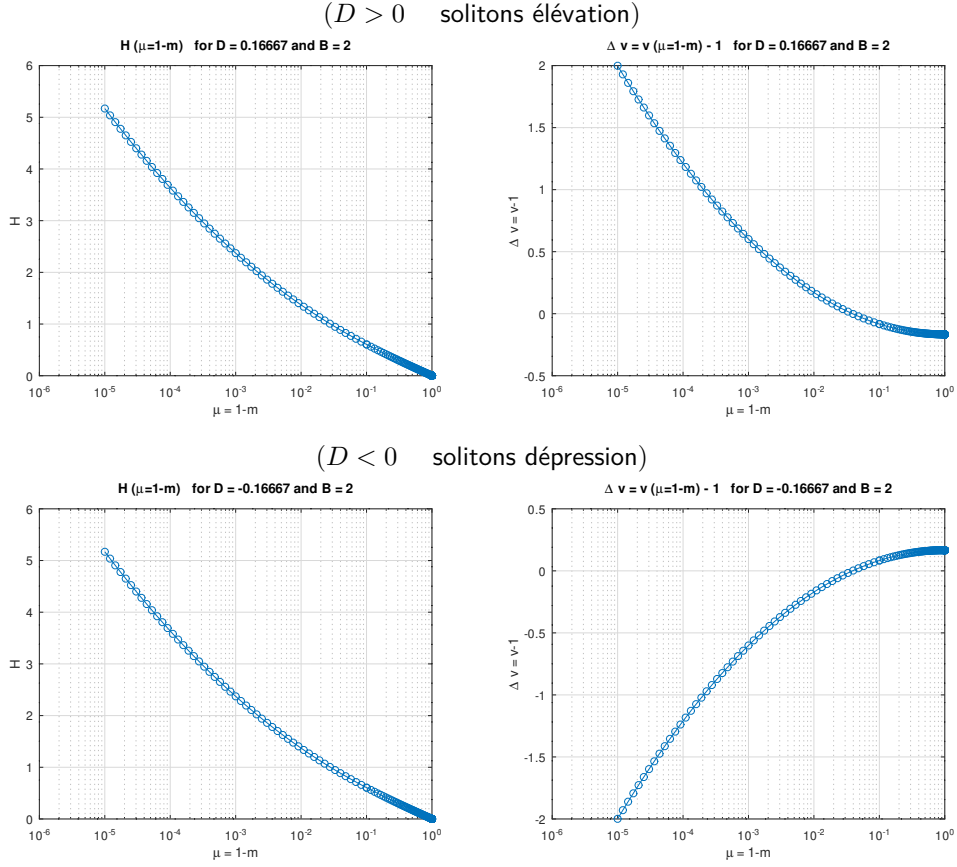 (D > 0 solitons élévation)
H (μ=1-m) for D = 0.16667 and B = 2
6
5
4
3
2
1
0
H
10^-6 10^-5 10^-4 10^-3 10^-2 10^-1 10^0
μ = 1-m
Δ v = v (μ=1-m) - 1 for D = 0.16667 and B = 2
2
1.5
1
0.5
0
-0.5
Δ v = v-1
10^-6 10^-5 10^-4 10^-3 10^-2 10^-1 10^0
μ = 1-m
(D < 0 solitons dépression)
H (μ=1-m) for D = -0.16667 and B = 2
6
5
4
3
2
1
0
H
10^-6 10^-5 10^-4 10^-3 10^-2 10^-1 10^0
μ = 1-m
Δ v = v (μ=1-m) - 1 for D = -0.16667 and B = 2
0.5
0
-0.5
-1
-1.5
-2
Δ v = v-1
10^-6 10^-5 10^-4 10^-3 10^-2 10^-1 10^0
μ = 1-m